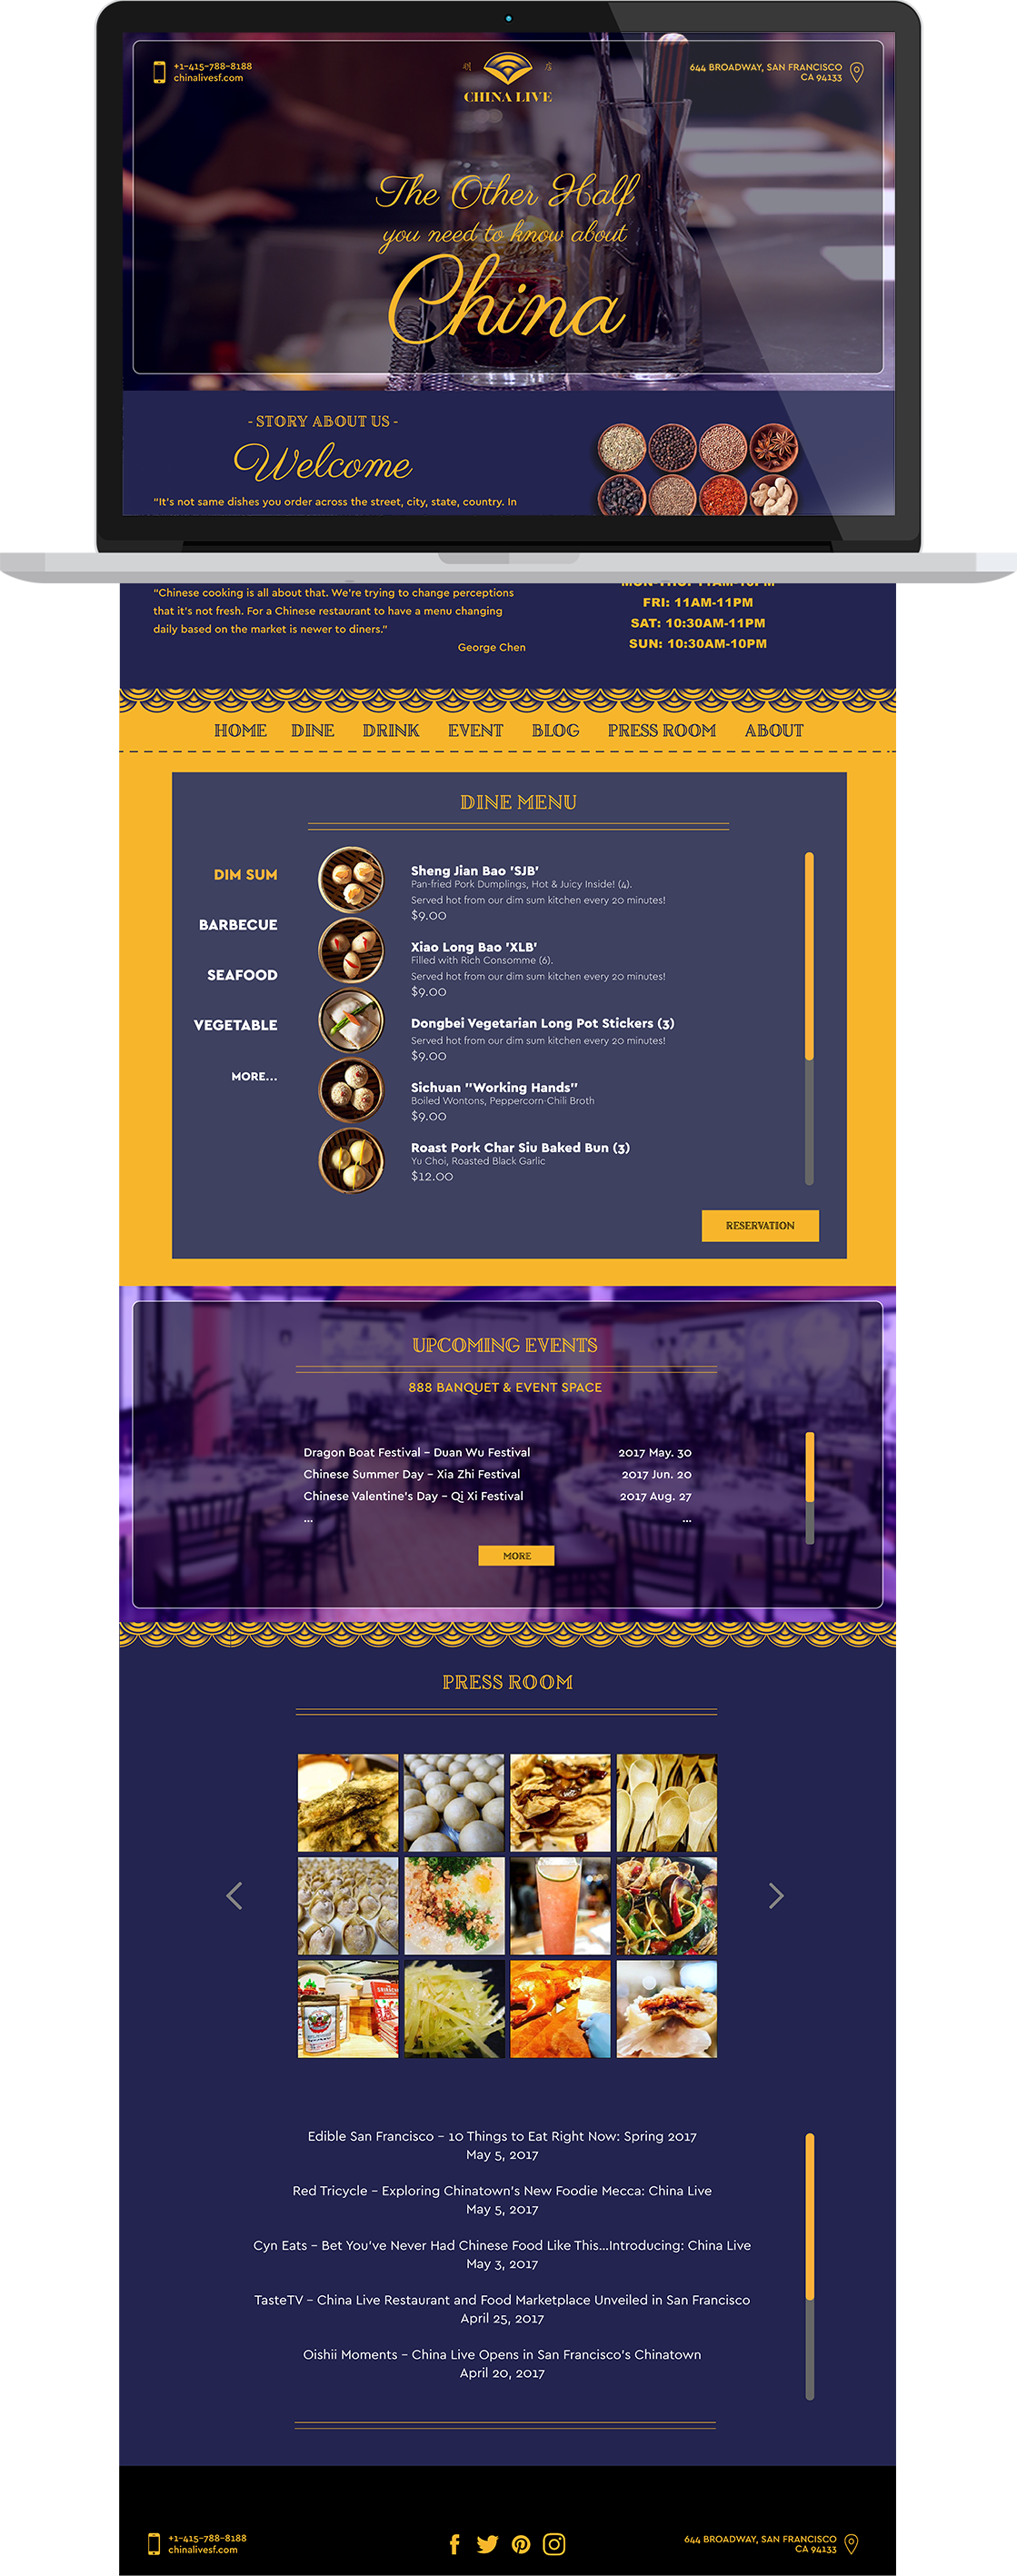 +1-415-788-8188
chinalivesf.com
CHINA LIVE
644 BROADWAY, SAN FRANCISCO
CA 94133
The Other Half
you need to know about
China
- STORY ABOUT US -
Welcome
"It's not same dishes you order across the street, city, state, country. In
"Chinese cooking is all about that. We're trying to change perceptions
that it's not fresh. For a Chinese restaurant to have a menu changing
daily based on the market is newer to diners."
George Chen
MON-THU: 11AM-10PM
FRI: 11AM-11PM
SAT: 10:30AM-11PM
SUN: 10:30AM-10PM
HOME DINE DRINK EVENT BLOG PRESS ROOM ABOUT
DINE MENU
DIM SUM
BARBECUE
SEAFOOD
VEGETABLE
MORE...
Sheng Jian Bao 'SJB'
Pan-fried Pork Dumplings, Hot & Juicy Inside! (4).
Served hot from our dim sum kitchen every 20 minutes!
$9.00
Xiao Long Bao 'XLB'
Filled with Rich Consomme (6).
Served hot from our dim sum kitchen every 20 minutes!
$9.00
Dongbei Vegetarian Long Pot Stickers (3)
Served hot from our dim sum kitchen every 20 minutes!
$9.00
Sichuan "Working Hands"
Boiled Wontons, Peppercorn-Chili Broth
$9.00
Roast Pork Char Siu Baked Bun (3)
Yu Choi, Roasted Black Garlic
$12.00
RESERVATION
UPCOMING EVENTS
888 BANQUET & EVENT SPACE
Dragon Boat Festival – Duan Wu Festival 2017 May. 30
Chinese Summer Day – Xia Zhi Festival 2017 Jun. 20
Chinese Valentine's Day – Qi Xi Festival 2017 Aug. 27
... ...
MORE
PRESS ROOM
Edible San Francisco – 10 Things to Eat Right Now: Spring 2017
May 5, 2017
Red Tricycle – Exploring Chinatown's New Foodie Mecca: China Live
May 5, 2017
Cyn Eats – Bet You've Never Had Chinese Food Like This...Introducing: China Live
May 3, 2017
TasteTV – China Live Restaurant and Food Marketplace Unveiled in San Francisco
April 25, 2017
Oishii Moments – China Live Opens in San Francisco's Chinatown
April 20, 2017
+1-415-788-8188
chinalivesf.com
644 BROADWAY, SAN FRANCISCO
CA 94133